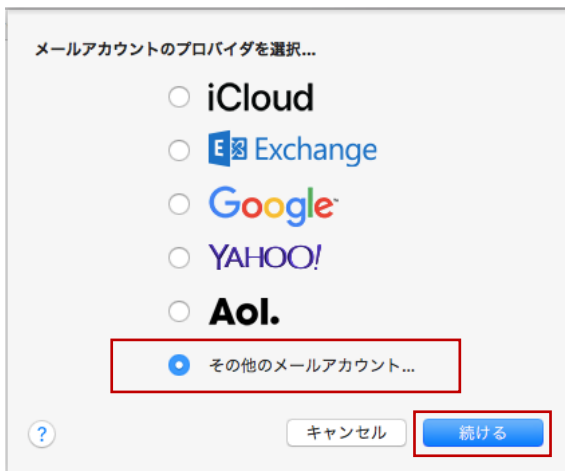 メールアカウントのプロバイダを選択...
iCloud
E Exchange
Google™
YAHOO!
Aol.
その他のメールアカウント...
? キャンセル 続ける